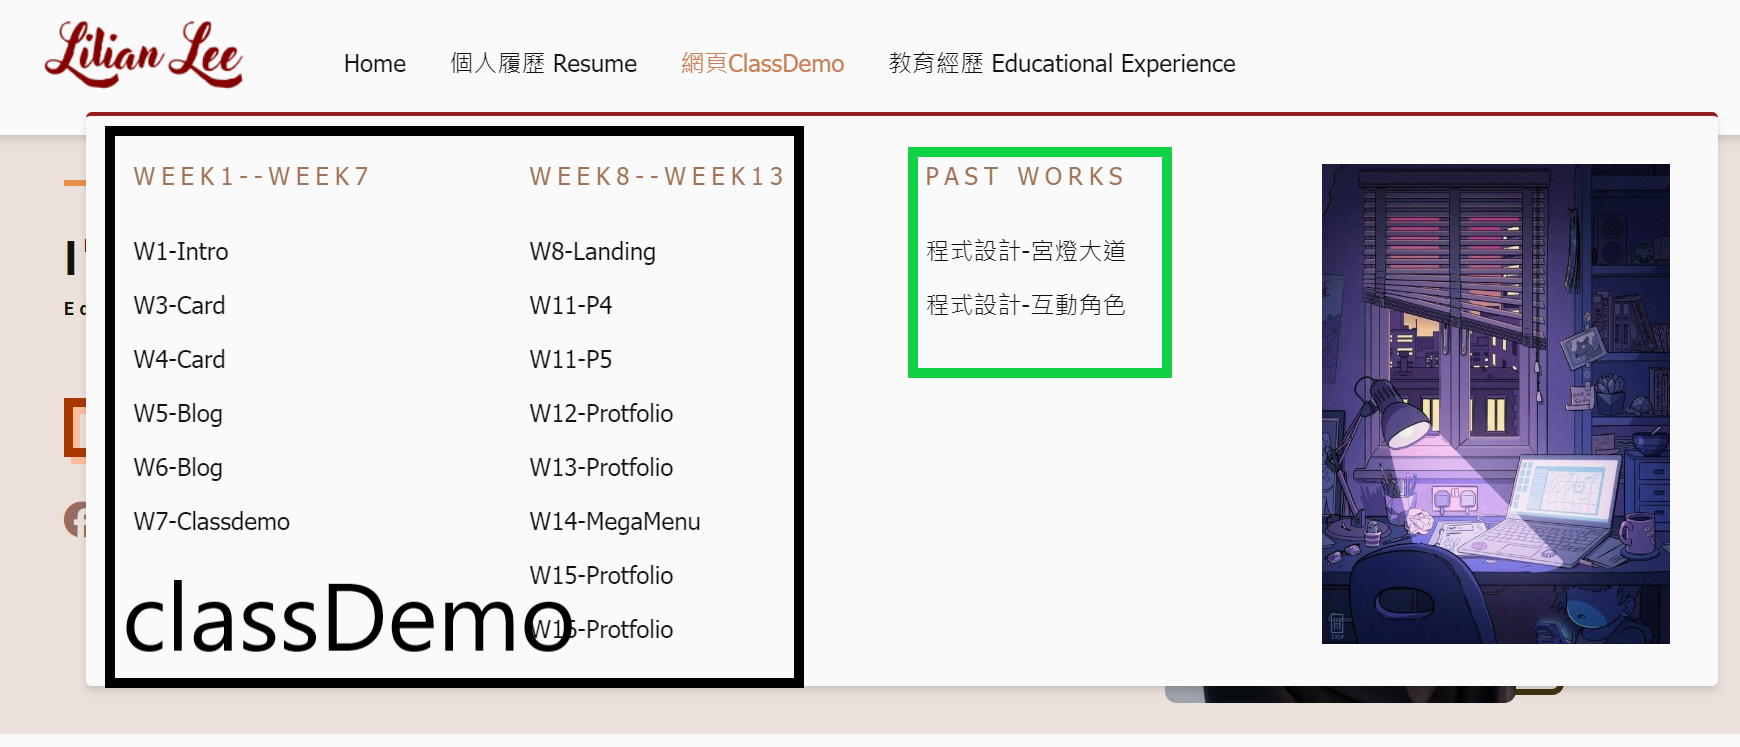 Lilian Lee
Home 個人履歷 Resume 網頁ClassDemo 教育經歷 Educational Experience
WEEK1--WEEK7
W1-Intro
W3-Card
W4-Card
W5-Blog
W6-Blog
W7-Classdemo
classDemo
WEEK8--WEEK13
W8-Landing
W11-P4
W11-P5
W12-Protfolio
W13-Protfolio
W14-MegaMenu
W15-Protfolio
W16-Protfolio
PAST WORKS
程式設計-宮燈大道
程式設計-互動角色